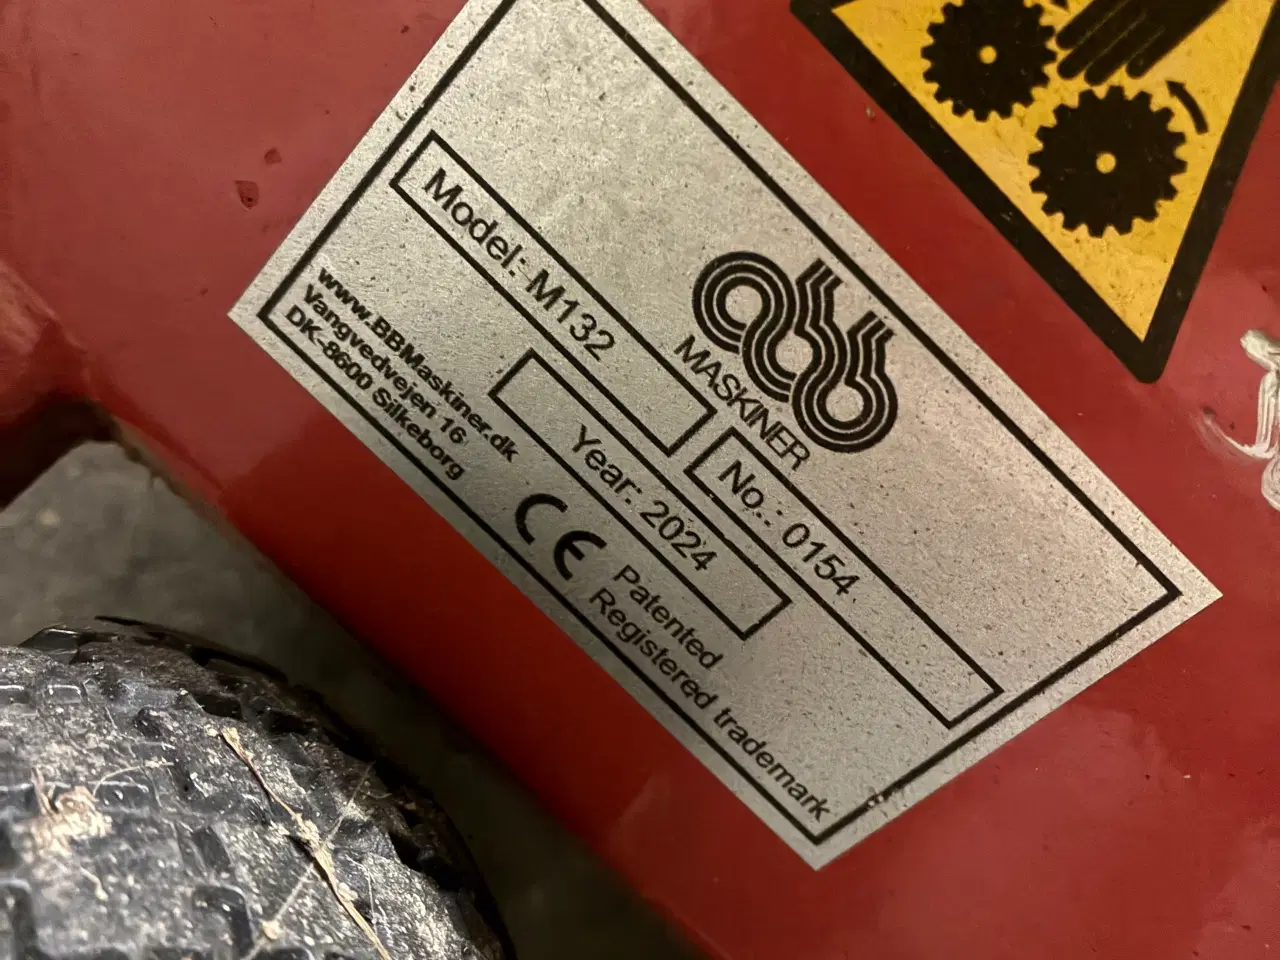 MASKINER
Model: M132
No.: 0154
Year: 2024
www.BBMaskiner.dk
Vangvedvejen 16
DK-8600 Silkeborg
CE
Patented
Registered trademark